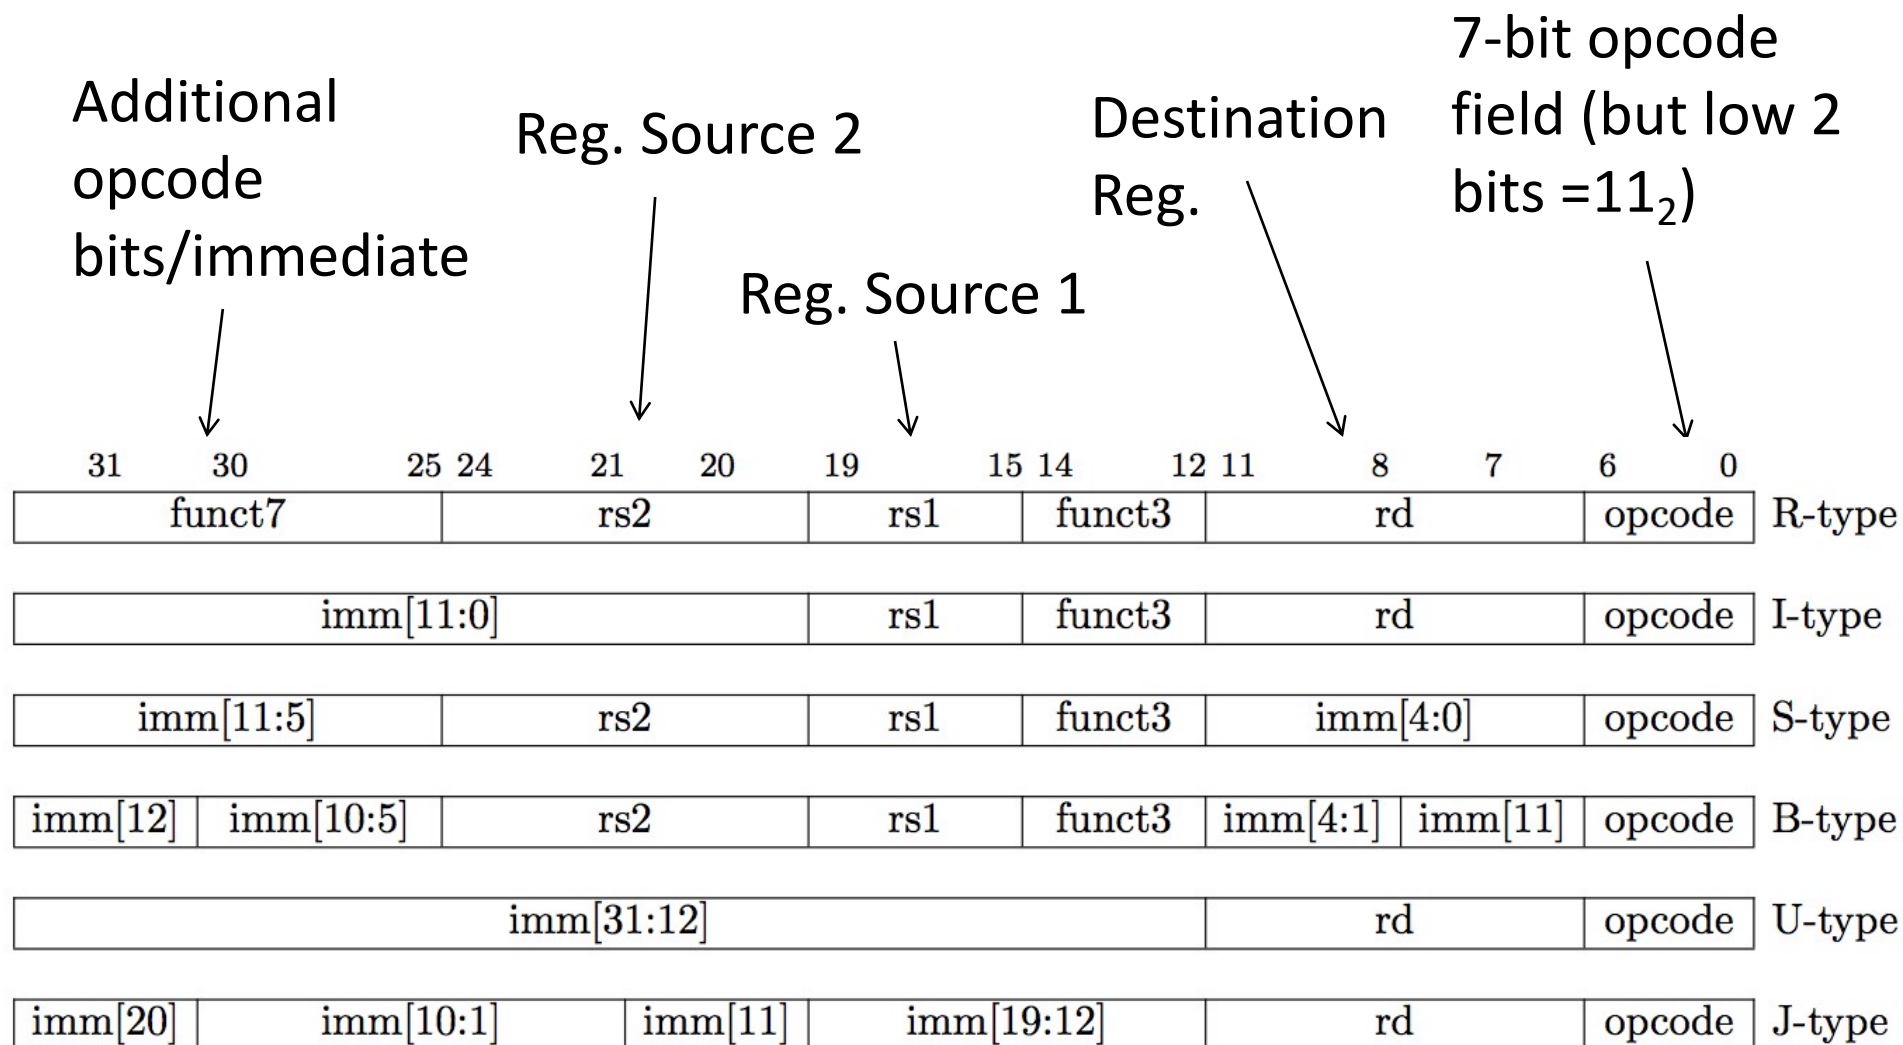 Additional
opcode
bits/immediate
Reg. Source 2
Reg. Source 1
Destination
Reg.
7-bit opcode
field (but low 2
bits =11₂)
31 30 25 24 21 20 19 15 14 12 11 8 7 6 0
funct7 rs2 rs1 funct3 rd opcode R-type
imm[11:0] rs1 funct3 rd opcode I-type
imm[11:5] rs2 rs1 funct3 imm[4:0] opcode S-type
imm[12] imm[10:5] rs2 rs1 funct3 imm[4:1] imm[11] opcode B-type
imm[31:12] rd opcode U-type
imm[20] imm[10:1] imm[11] imm[19:12] rd opcode J-type